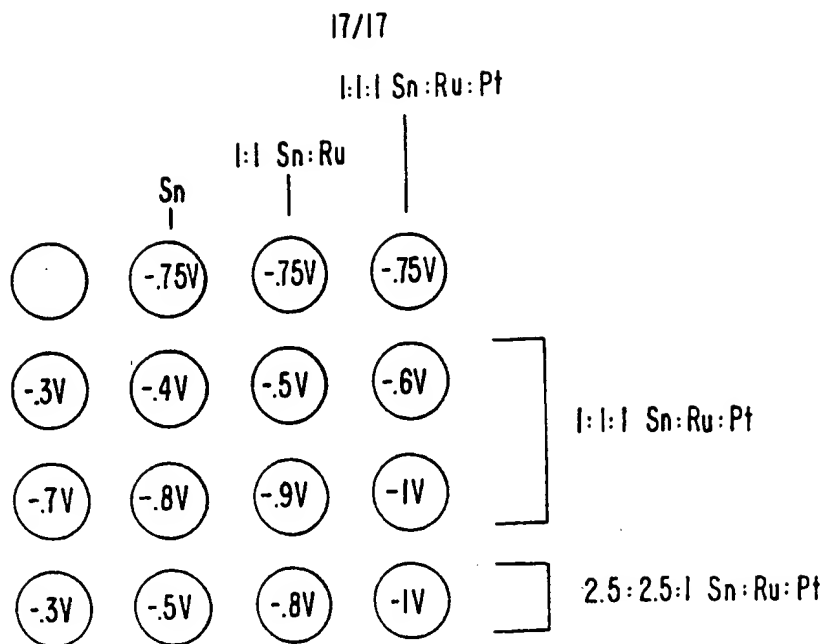 17/17
1:1:1 Sn:Ru:Pt
1:1 Sn:Ru
Sn
-.75V -.75V -.75V
-.3V -.4V -.5V -.6V
1:1:1 Sn:Ru:Pt
-.7V -.8V -.9V -1V
-.3V -.5V -.8V -1V
2.5:2.5:1 Sn:Ru:Pt